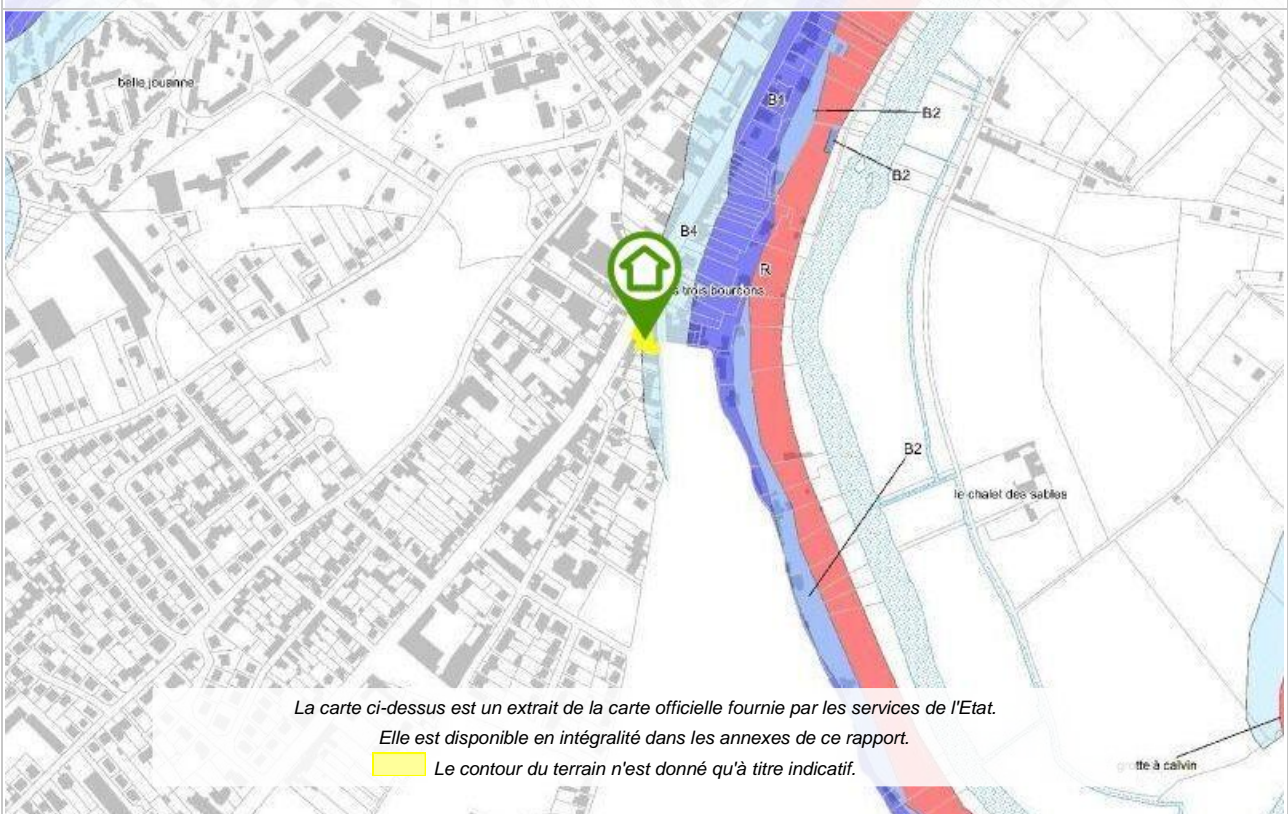 belle jouanne
B1
B2
B2
B4
R
s trois bourdons
B2
le chalet des sables
La carte ci-dessus est un extrait de la carte officielle fournie par les services de l'Etat.
Elle est disponible en intégralité dans les annexes de ce rapport.
Le contour du terrain n'est donné qu'à titre indicatif.
grotte à calvin